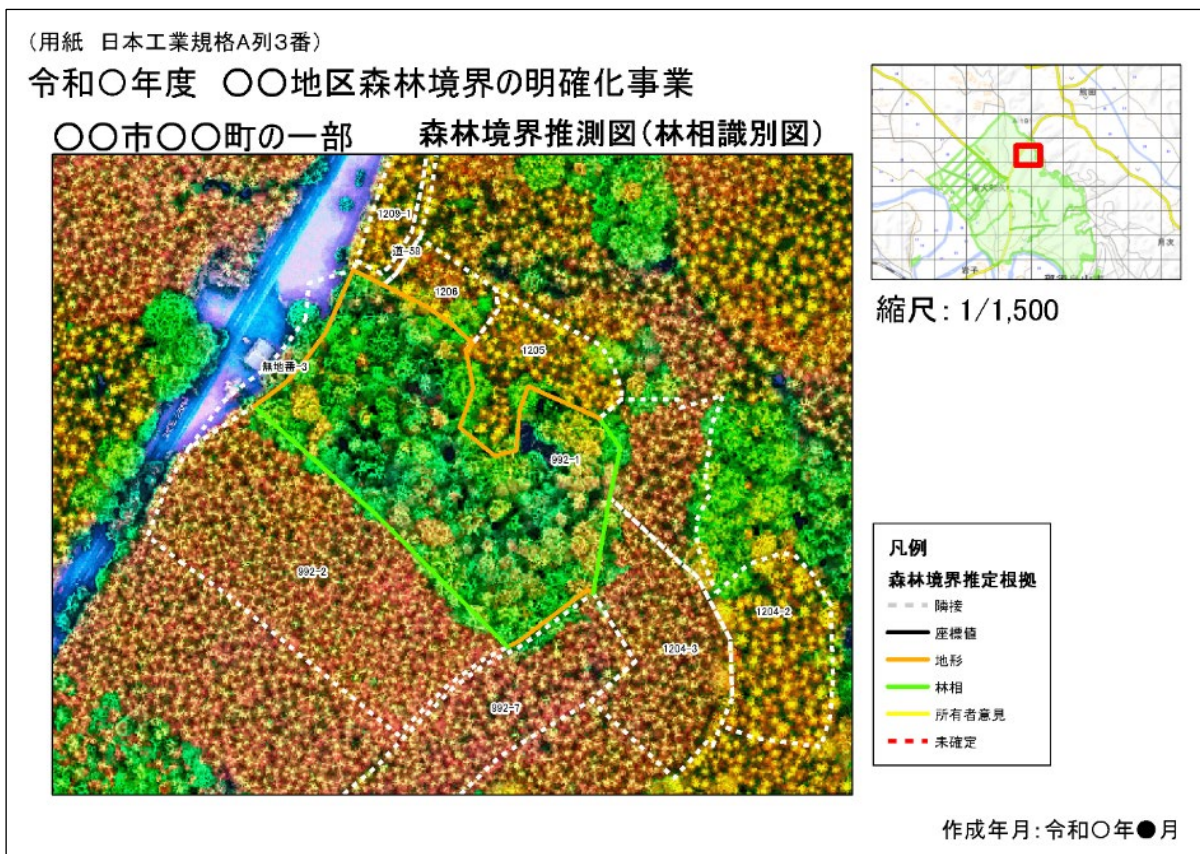 (用紙 日本工業規格A列3番)
令和〇年度 〇〇地区森林境界の明確化事業
〇〇市〇〇町の一部 森林境界推測図(林相識別図)
縮尺:1/1,500
1209-1
道-58
1206
1205
無地番-3
992-1
992-2
1204-2
1204-3
992-7
凡例
森林境界推定根拠
隣接
座標値
地形
林相
所有者意見
未確定
作成年月:令和〇年●月